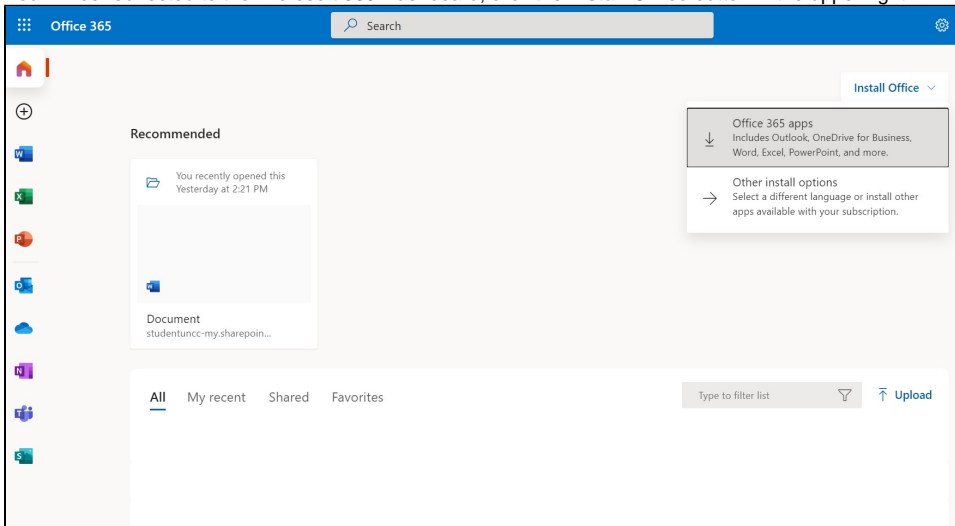 Office 365
Search
Install Office
Office 365 apps
Includes Outlook, OneDrive for Business,
Word, Excel, PowerPoint, and more.
Other install options
Select a different language or install other
apps available with your subscription.
Recommended
You recently opened this
Yesterday at 2:21 PM
Document
studentuncc-my.sharepoin...
All My recent Shared Favorites
Type to filter list
Upload